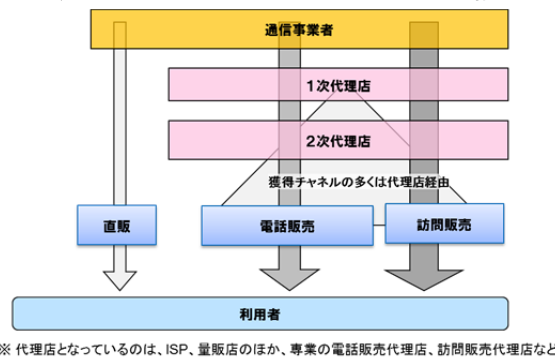 通信事業者
1次代理店
2次代理店
獲得チャネルの多くは代理店経由
直販
電話販売
訪問販売
利用者
※ 代理店となっているのは、ISP、量販店のほか、専業の電話販売代理店、訪問販売代理店など